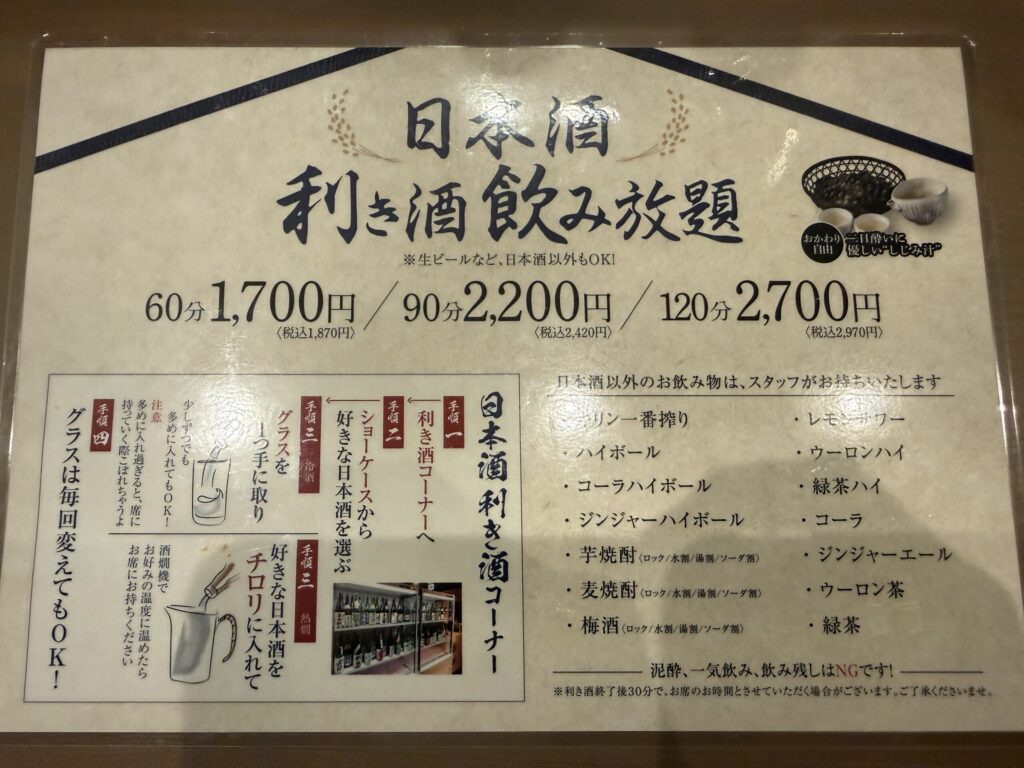 日本酒
利き酒 飲み放題
※生ビールなど、日本酒以外もOK!
おかわり
自由
二日酔いに
優しい“しじみ汁”
60分1,700円/90分2,200円/120分2,700円
〈税込1,870円〉 〈税込2,420円〉 〈税込2,970円〉
日本酒 利き酒コーナー
手順一
利き酒コーナーへ
手順二
ショーケースから
好きな日本酒を選ぶ
手順三 冷酒
グラスを
1つ手に取り
少しずつでも
多めに入れてもOK!
注意
多めに入れ過ぎると、席に
持っていく際こぼれちゃうよ
手順三 熱燗
好きな日本酒を
チロリに入れて
酒燗機で
お好みの温度に温めたら
お席にお持ちください
手順四
グラスは毎回変えてもOK!
日本酒以外のお飲み物は、スタッフがお持ちいたします
・キリン一番搾り
・ハイボール
・コーラハイボール
・ジンジャーハイボール
・芋焼酎(ロック/水割/湯割/ソーダ割)
・麦焼酎(ロック/水割/湯割/ソーダ割)
・梅酒(ロック/水割/湯割/ソーダ割)
・レモンサワー
・ウーロンハイ
・緑茶ハイ
・コーラ
・ジンジャーエール
・ウーロン茶
・緑茶
泥酔、一気飲み、飲み残しはNGです!
※利き酒終了後30分で、お席のお時間とさせていただく場合がございます。ご了承くださいませ。